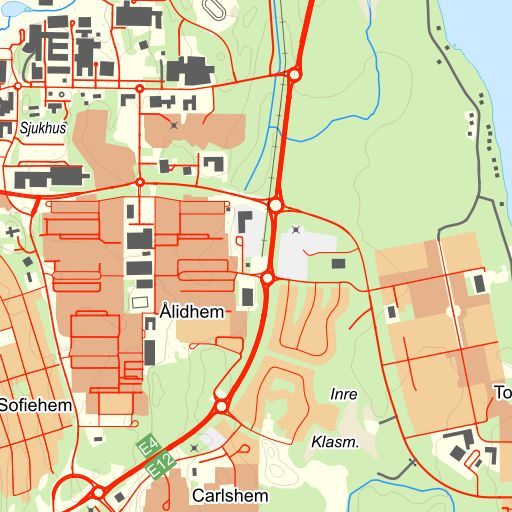 Sjukhus
Ålidhem
Inre
To
Sofiehem
Klasm.
E4
E12
Carlshem